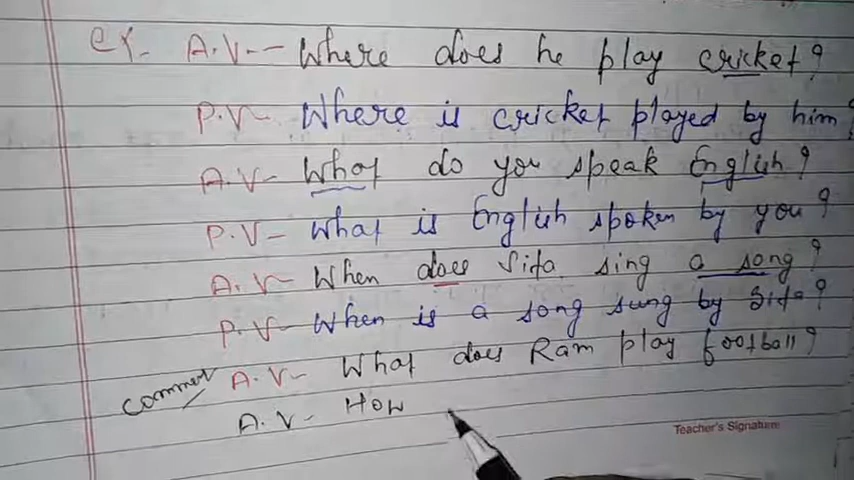 ex- A.V-- Where does he play cricket?
P.V- Where is cricket played by him?
A.V- What do you speak English?
P.V- What is English spoken by you?
A.V- When does Sita sing a song?
P.V- When is a song sung by Sita?
Comment A.V- What does Ram play football?
A.V- How
Teacher's Signature